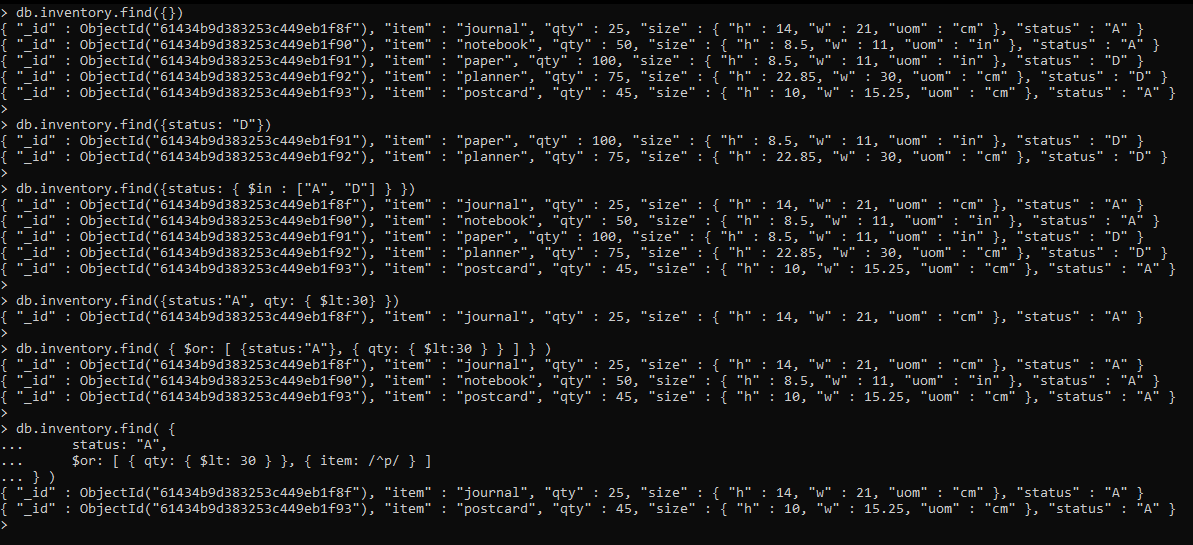 > db.inventory.find({})
{ "_id" : ObjectId("61434b9d383253c449eb1f8f"), "item" : "journal", "qty" : 25, "size" : { "h" : 14, "w" : 21, "uom" : "cm" }, "status" : "A" }
{ "_id" : ObjectId("61434b9d383253c449eb1f90"), "item" : "notebook", "qty" : 50, "size" : { "h" : 8.5, "w" : 11, "uom" : "in" }, "status" : "A" }
{ "_id" : ObjectId("61434b9d383253c449eb1f91"), "item" : "paper", "qty" : 100, "size" : { "h" : 8.5, "w" : 11, "uom" : "in" }, "status" : "D" }
{ "_id" : ObjectId("61434b9d383253c449eb1f92"), "item" : "planner", "qty" : 75, "size" : { "h" : 22.85, "w" : 30, "uom" : "cm" }, "status" : "D" }
{ "_id" : ObjectId("61434b9d383253c449eb1f93"), "item" : "postcard", "qty" : 45, "size" : { "h" : 10, "w" : 15.25, "uom" : "cm" }, "status" : "A" }
>
> db.inventory.find({status: "D"})
{ "_id" : ObjectId("61434b9d383253c449eb1f91"), "item" : "paper", "qty" : 100, "size" : { "h" : 8.5, "w" : 11, "uom" : "in" }, "status" : "D" }
{ "_id" : ObjectId("61434b9d383253c449eb1f92"), "item" : "planner", "qty" : 75, "size" : { "h" : 22.85, "w" : 30, "uom" : "cm" }, "status" : "D" }
>
> db.inventory.find({status: { $in : ["A", "D"] } })
{ "_id" : ObjectId("61434b9d383253c449eb1f8f"), "item" : "journal", "qty" : 25, "size" : { "h" : 14, "w" : 21, "uom" : "cm" }, "status" : "A" }
{ "_id" : ObjectId("61434b9d383253c449eb1f90"), "item" : "notebook", "qty" : 50, "size" : { "h" : 8.5, "w" : 11, "uom" : "in" }, "status" : "A" }
{ "_id" : ObjectId("61434b9d383253c449eb1f91"), "item" : "paper", "qty" : 100, "size" : { "h" : 8.5, "w" : 11, "uom" : "in" }, "status" : "D" }
{ "_id" : ObjectId("61434b9d383253c449eb1f92"), "item" : "planner", "qty" : 75, "size" : { "h" : 22.85, "w" : 30, "uom" : "cm" }, "status" : "D" }
{ "_id" : ObjectId("61434b9d383253c449eb1f93"), "item" : "postcard", "qty" : 45, "size" : { "h" : 10, "w" : 15.25, "uom" : "cm" }, "status" : "A" }
>
> db.inventory.find({status:"A", qty: { $lt:30} })
{ "_id" : ObjectId("61434b9d383253c449eb1f8f"), "item" : "journal", "qty" : 25, "size" : { "h" : 14, "w" : 21, "uom" : "cm" }, "status" : "A" }
>
> db.inventory.find( { $or: [ {status:"A"}, { qty: { $lt:30 } } ] } )
{ "_id" : ObjectId("61434b9d383253c449eb1f8f"), "item" : "journal", "qty" : 25, "size" : { "h" : 14, "w" : 21, "uom" : "cm" }, "status" : "A" }
{ "_id" : ObjectId("61434b9d383253c449eb1f90"), "item" : "notebook", "qty" : 50, "size" : { "h" : 8.5, "w" : 11, "uom" : "in" }, "status" : "A" }
{ "_id" : ObjectId("61434b9d383253c449eb1f93"), "item" : "postcard", "qty" : 45, "size" : { "h" : 10, "w" : 15.25, "uom" : "cm" }, "status" : "A" }
>
> db.inventory.find( {
...      status: "A",
...      $or: [ { qty: { $lt: 30 } }, { item: /^p/ } ]
... } )
{ "_id" : ObjectId("61434b9d383253c449eb1f8f"), "item" : "journal", "qty" : 25, "size" : { "h" : 14, "w" : 21, "uom" : "cm" }, "status" : "A" }
{ "_id" : ObjectId("61434b9d383253c449eb1f93"), "item" : "postcard", "qty" : 45, "size" : { "h" : 10, "w" : 15.25, "uom" : "cm" }, "status" : "A" }
>